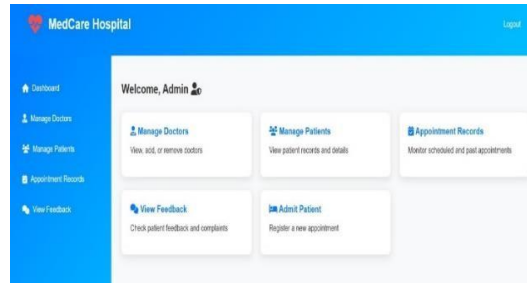 MedCare Hospital
Logout
Dashboard
Manage Doctors
Manage Patients
Appointment Records
View Feedback
Welcome, Admin
Manage Doctors
View, add, or remove doctors
Manage Patients
View patient records and details
Appointment Records
Monitor scheduled and past appointments
View Feedback
Check patient feedback and complaints
Admit Patient
Register a new appointment